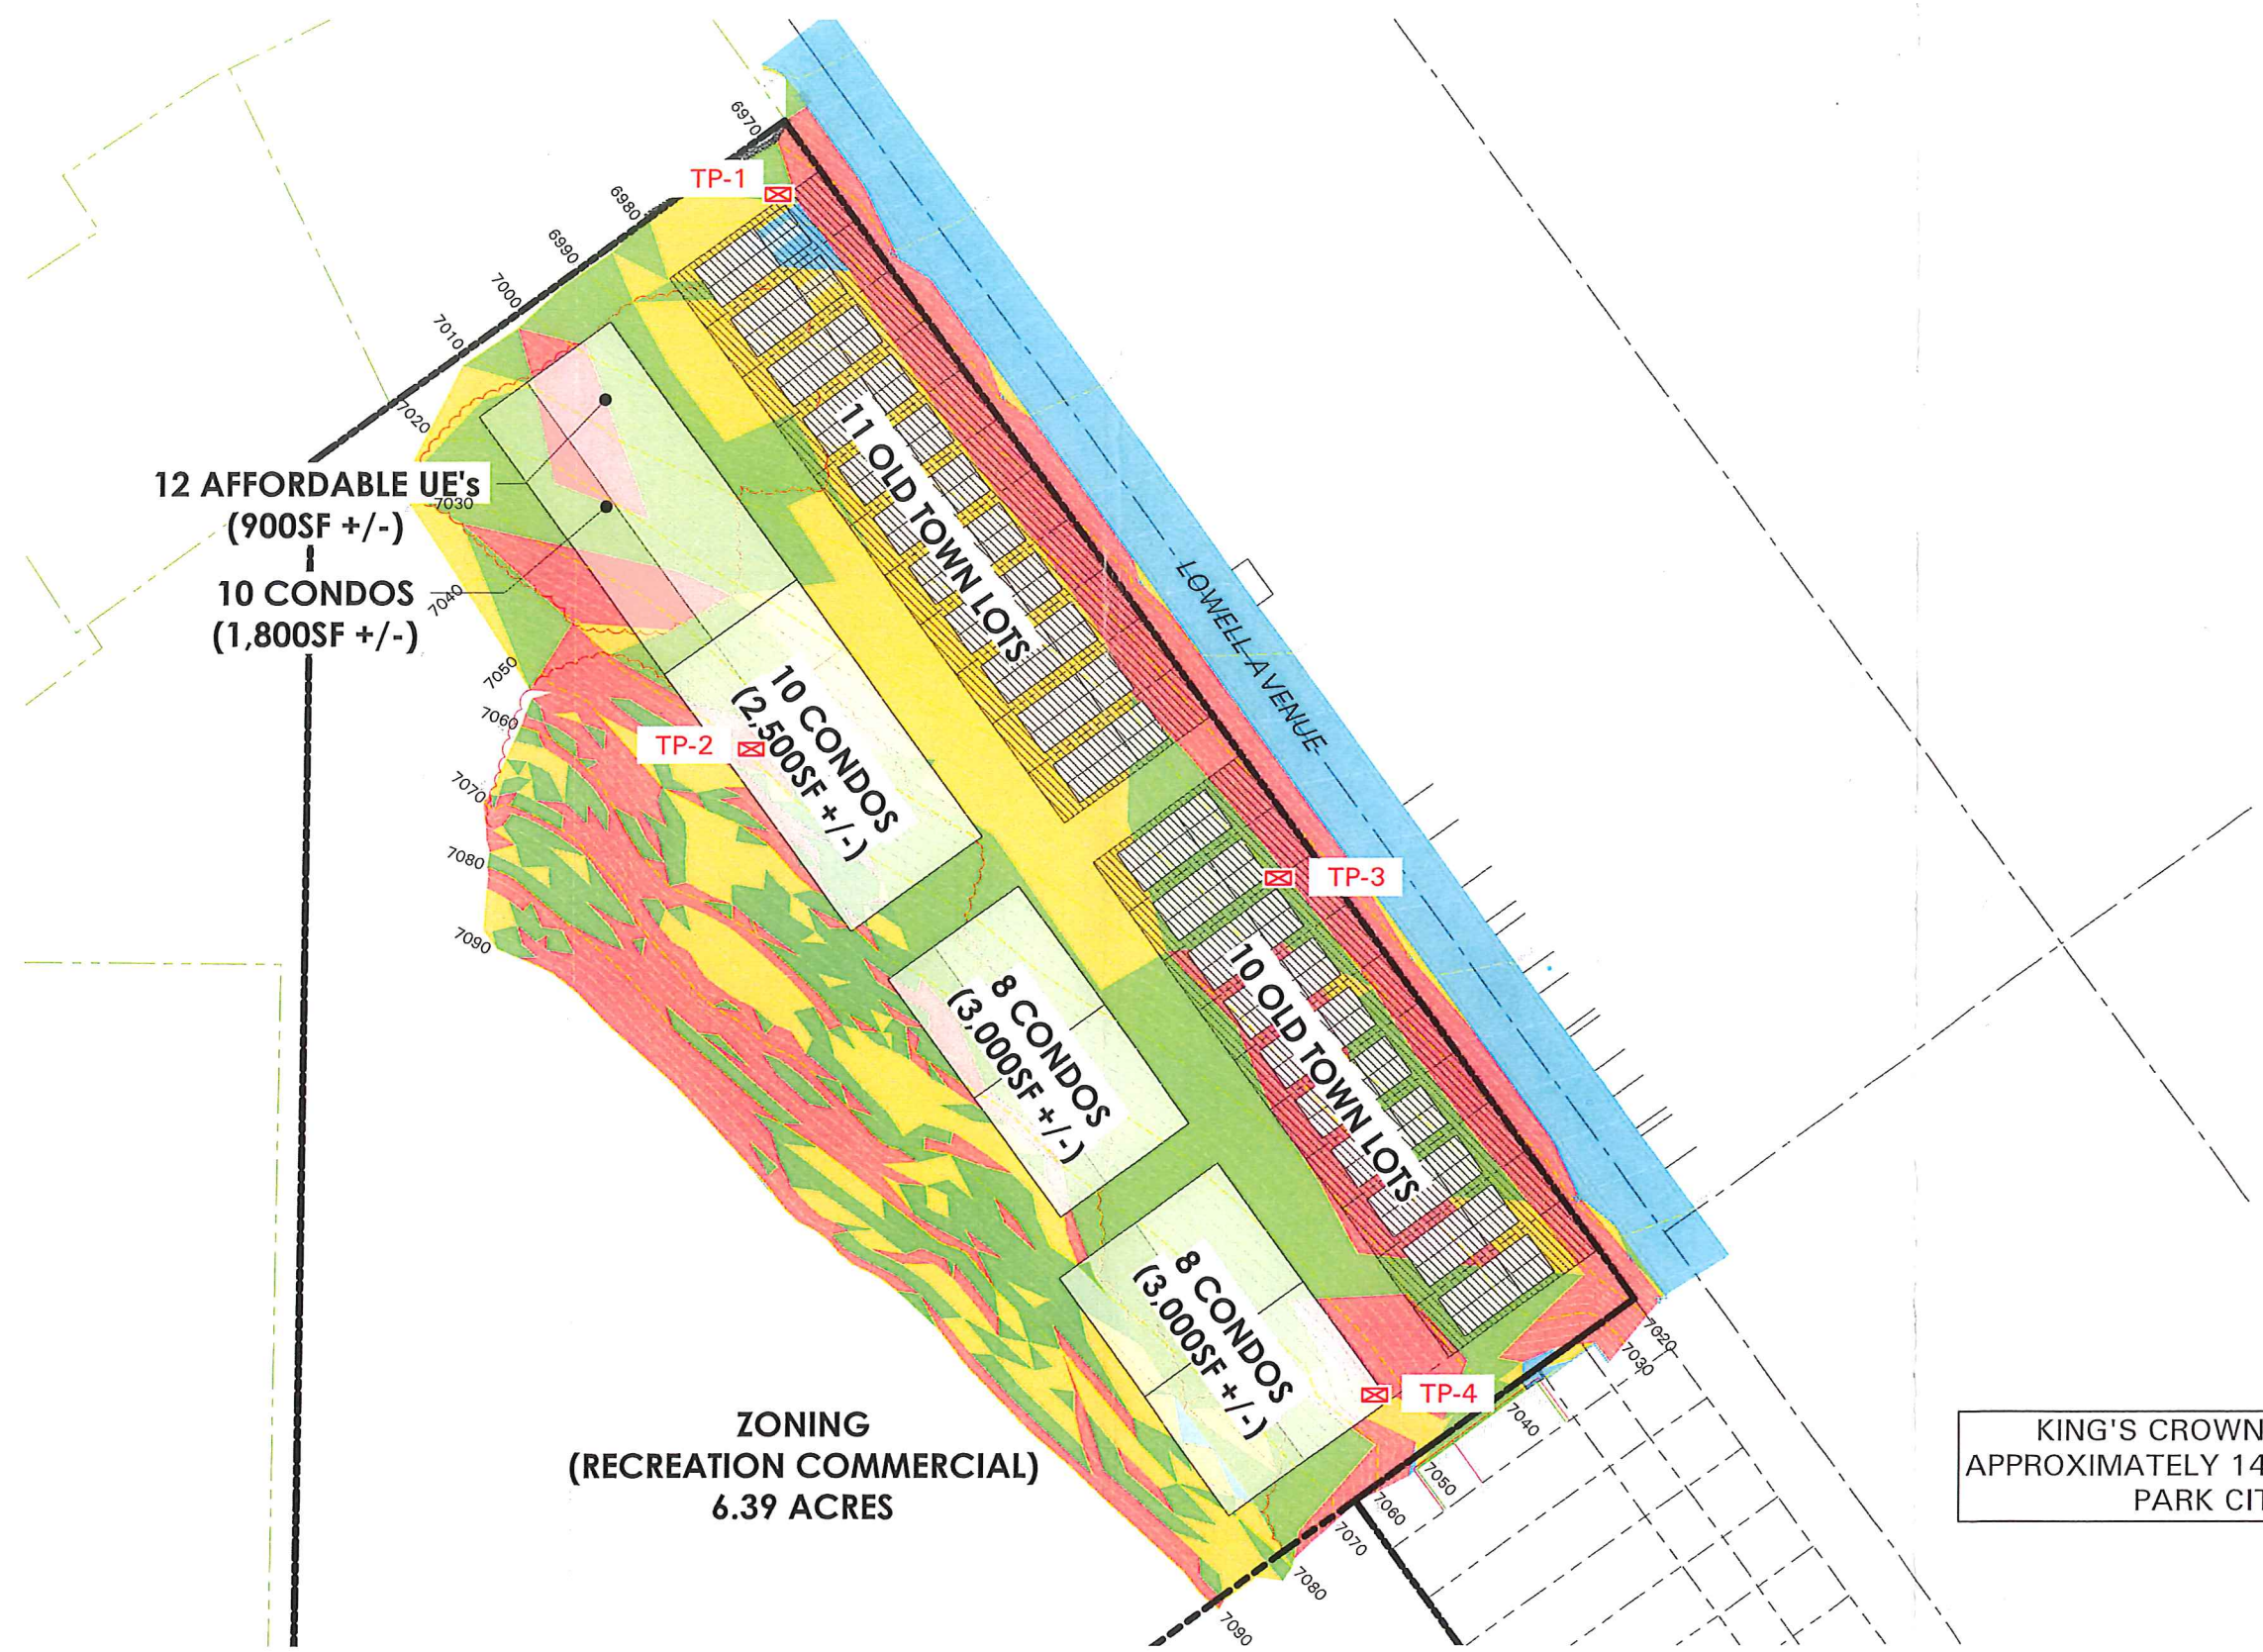 6970
TP-1
6980
6990
7000
7010
7020
12 AFFORDABLE UE's
(900SF +/-)
7030
10 CONDOS
(1,800SF +/-)
7040
7050
7060
7070
7080
7090
11 OLD TOWN LOTS
LOWELL AVENUE
10 CONDOS
(2,500SF +/-)
TP-2
TP-3
8 CONDOS
(3,000SF +/-)
10 OLD TOWN LOTS
8 CONDOS
(3,000SF +/-)
TP-4
7020
7030
7040
7050
7060
7070
7080
7090
ZONING
(RECREATION COMMERCIAL)
6.39 ACRES
KING'S CROWN
APPROXIMATELY 14
PARK CIT